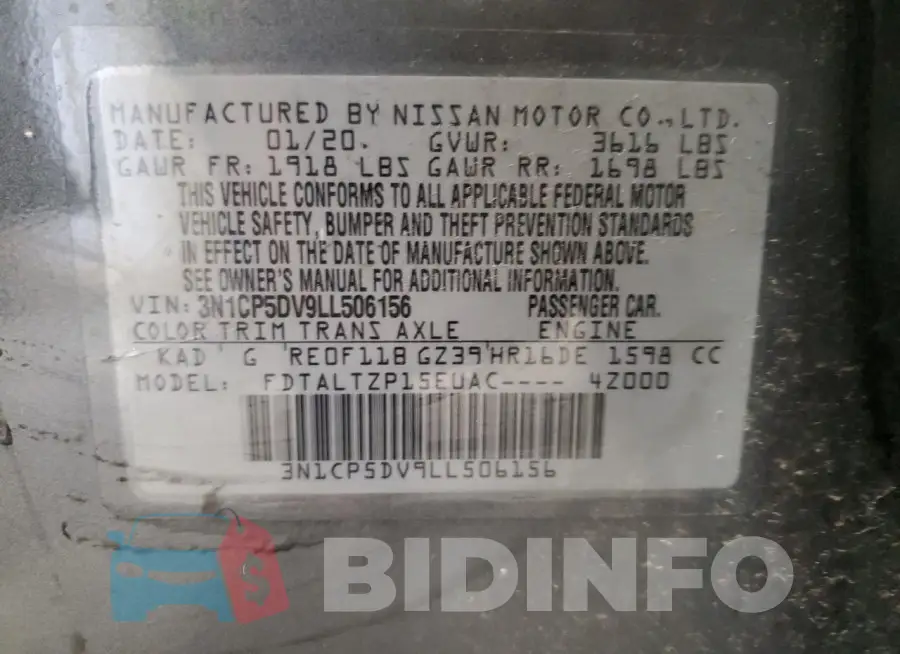 MANUFACTURED BY NISSAN MOTOR CO.,LTD.
DATE: 01/20. GVWR: 3616 LBS
GAWR FR: 1918 LBS GAWR RR: 1698 LBS
THIS VEHICLE CONFORMS TO ALL APPLICABLE FEDERAL MOTOR
VEHICLE SAFETY, BUMPER AND THEFT PREVENTION STANDARDS
IN EFFECT ON THE DATE OF MANUFACTURE SHOWN ABOVE.
SEE OWNER'S MANUAL FOR ADDITIONAL INFORMATION.
VIN: 3N1CP5DV9LL506156 PASSENGER CAR.
COLOR TRIM TRANS AXLE ENGINE
KAD G RE0F11B GZ39 HR16DE 1598 CC
MODEL: FDTALTZP15EUAC---- 4Z000
3N1CP5DV9LL506156
$ BIDINFO